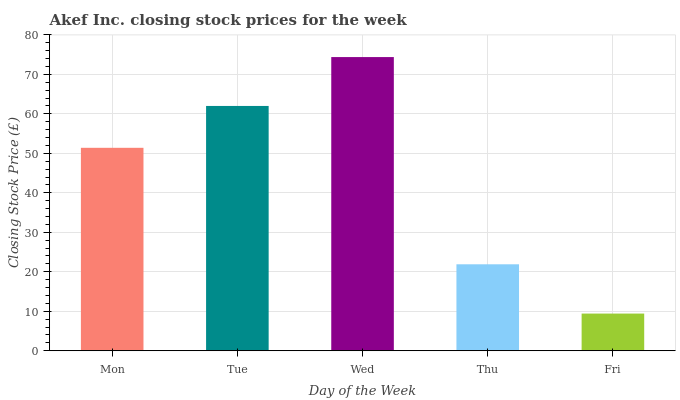 Akef Inc. closing stock prices for the week
Closing Stock Price (£)
80
70
60
50
40
30
20
10
0
Mon Tue Wed Thu Fri
Day of the Week